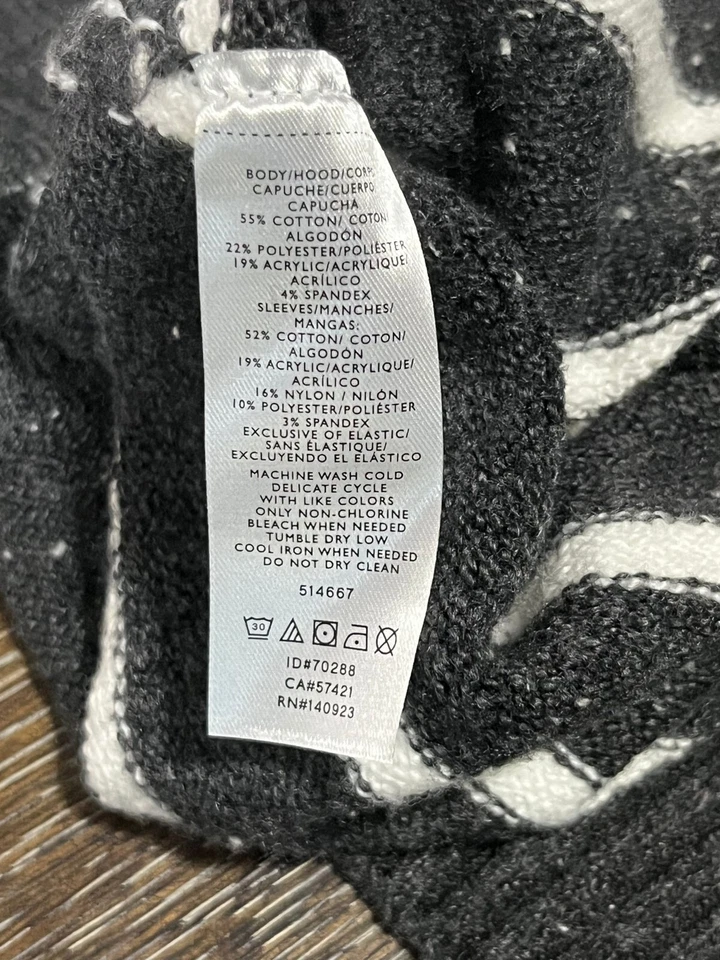 BODY/HOOD/CORPS
CAPUCHE/CUERPO
CAPUCHA
55% COTTON/ COTON
ALGODÓN
22% POLYESTER/POLIÉSTER
19% ACRYLIC/ACRYLIQUE/
ACRÍLICO
4% SPANDEX
SLEEVES/MANCHES/
MANGAS:
52% COTTON/ COTON/
ALGODÓN
19% ACRYLIC/ACRYLIQUE/
ACRÍLICO
16% NYLON / NILÓN
10% POLYESTER/POLIÉSTER
3% SPANDEX
EXCLUSIVE OF ELASTIC/
SANS ÉLASTIQUE/
EXCLUYENDO EL ELÁSTICO
MACHINE WASH COLD
DELICATE CYCLE
WITH LIKE COLORS
ONLY NON-CHLORINE
BLEACH WHEN NEEDED
TUMBLE DRY LOW
COOL IRON WHEN NEEDED
DO NOT DRY CLEAN
514667
30
ID#70288
CA#57421
RN#140923